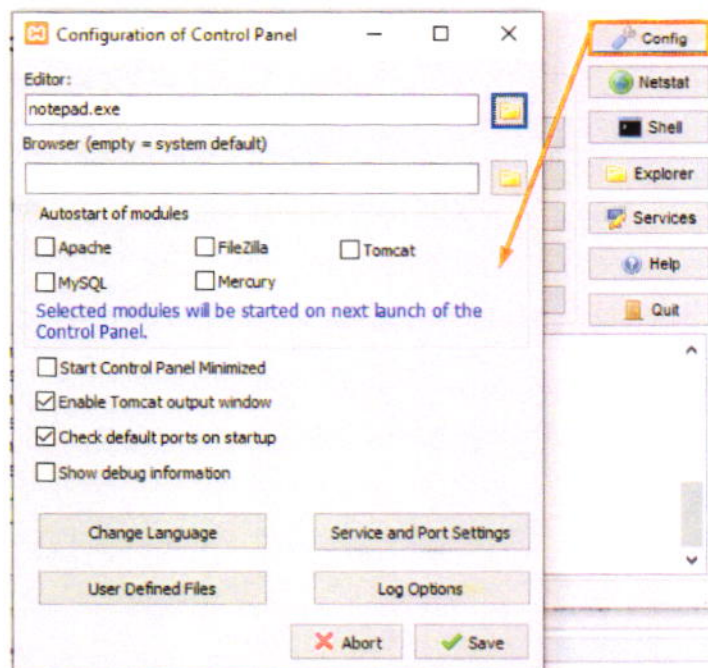 Configuration of Control Panel
Editor:
notepad.exe
Browser (empty = system default)
Autostart of modules
Apache
FileZilla
Tomcat
MySQL
Mercury
Selected modules will be started on next launch of the
Control Panel.
Start Control Panel Minimized
Enable Tomcat output window
Check default ports on startup
Show debug information
Change Language
Service and Port Settings
User Defined Files
Log Options
Abort
Save
Config
Netstat
Shell
Explorer
Services
Help
Quit